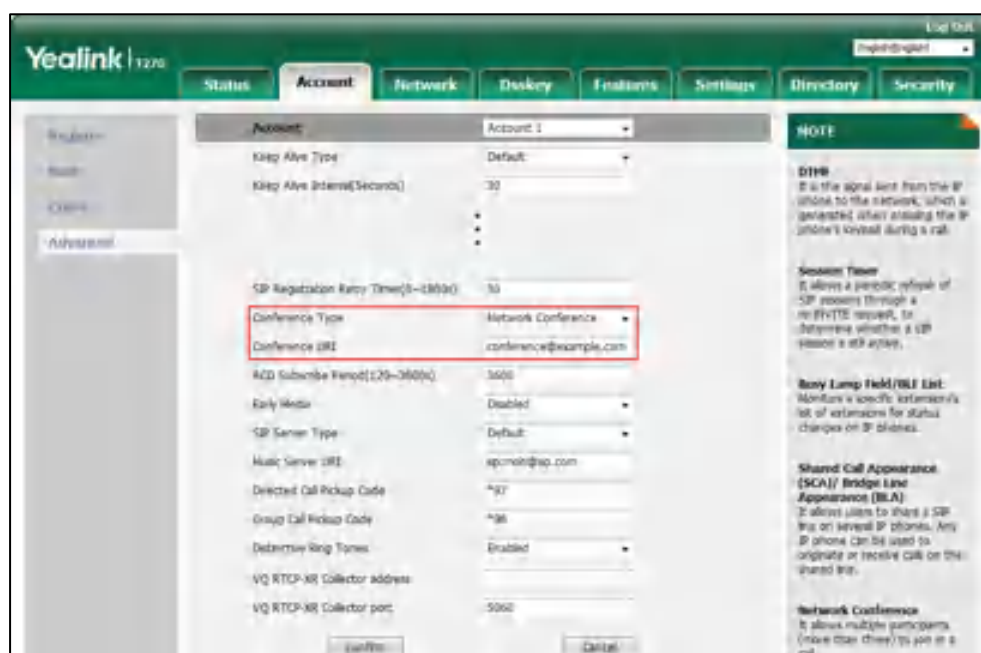 Log Out
Yealink
English(English)
Status Account Network Dsskey Features Settings Directory Security
Register
Basic
Codec
Advanced
Account Account 1
Keep Alive Type Default
Keep Alive Interval(Seconds) 30
SIP Registration Retry Timer(0~1800s) 30
Conference Type Network Conference
Conference URI conference@example.com
ACD Subscribe Period(120~3600s) 3600
Early Media Disabled
SIP Server Type Default
Music Server URI
Directed Call Pickup Code *97
Group Call Pickup Code *98
Distinctive Ring Tones Enabled
VQ RTCP-XR Collector address
VQ RTCP-XR Collector port 5060
Confirm Cancel
NOTE
DTMF
It is the signal sent from the IP
phone to the network, which is
generated when pressing the IP
phone's keypad during a call.
Session Timer
It allows a periodic refresh of
SIP sessions through a
re-INVITE request, to
determine whether a SIP
session is still active.
Busy Lamp Field/BLF List
Monitors a specific extension/a
list of extensions for status
changes on IP phones.
Shared Call Appearance
(SCA)/ Bridge Line
Appearance (BLA)
It allows users to share a SIP
line on several IP phones. Any
IP phone can be used to
originate or receive calls on the
shared line.
Network Conference
It allows multiple participants
(more than three) to join in a